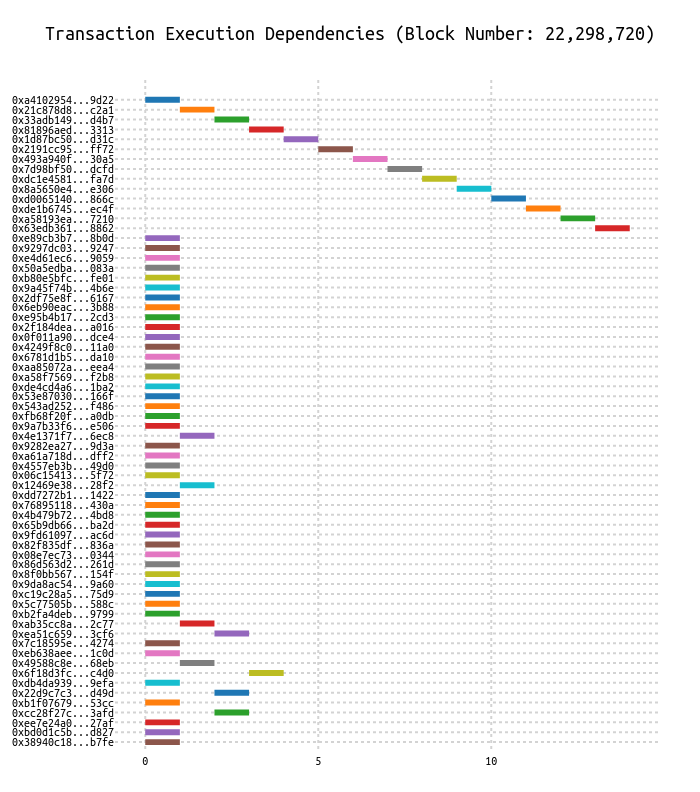 Transaction Execution Dependencies (Block Number: 22,298,720)
0xa4102954...9d22
0x21c878d8...c2a1
0x33adb149...d4b7
0x81896aed...3313
0x1d87bc50...d31c
0x2191cc95...ff72
0x493a940f...30a5
0x7d98bf50...dcfd
0xdc1e4581...fa7d
0x8a5650e4...e306
0xd0065140...866c
0xde1b6745...ec4f
0xa58193ea...7210
0x63edb361...8862
0xe89cb3b7...8b0d
0x9297dc03...9247
0xe4d61ec6...9059
0x50a5edba...083a
0xb80e5bfc...fe01
0x9a45f74b...4b6e
0x2df75e8f...6167
0x6eb90eac...3b88
0xe95b4b17...2cd3
0x2f184dea...a016
0x0f011a90...dce4
0x4249f8c0...11a0
0x6781d1b5...da10
0xaa85072a...eea4
0xa58f7569...f2b8
0xde4cd4a6...1ba2
0x53e87030...166f
0x543ad252...f486
0xfb68f20f...a0db
0x9a7b33f6...e506
0x4e1371f7...6ec8
0x9282ea27...9d3a
0xa61a718d...dff2
0x4557eb3b...49d0
0x06c15413...5f72
0x12469e38...28f2
0xdd7272b1...1422
0x76895118...430a
0x4b479b72...4bd8
0x65b9db66...ba2d
0x9fd61097...ac6d
0x82f835df...836a
0x08e7ec73...0344
0x86d563d2...261d
0x8f0bb567...154f
0x9da8ac54...9a60
0xc19c28a5...75d9
0x5c77505b...588c
0xb2fa4deb...9799
0xab35cc8a...2c77
0xea51c659...3cf6
0x7c18595e...4274
0xeb638aee...1c0d
0x49588c8e...68eb
0x6f18d3fc...c4d0
0xdb4da939...9efa
0x22d9c7c3...d49d
0xb1f07679...53cc
0xcc28f27c...3afd
0xee7e24a0...27af
0xbd0d1c5b...d827
0x38940c18...b7fe
0 5 10